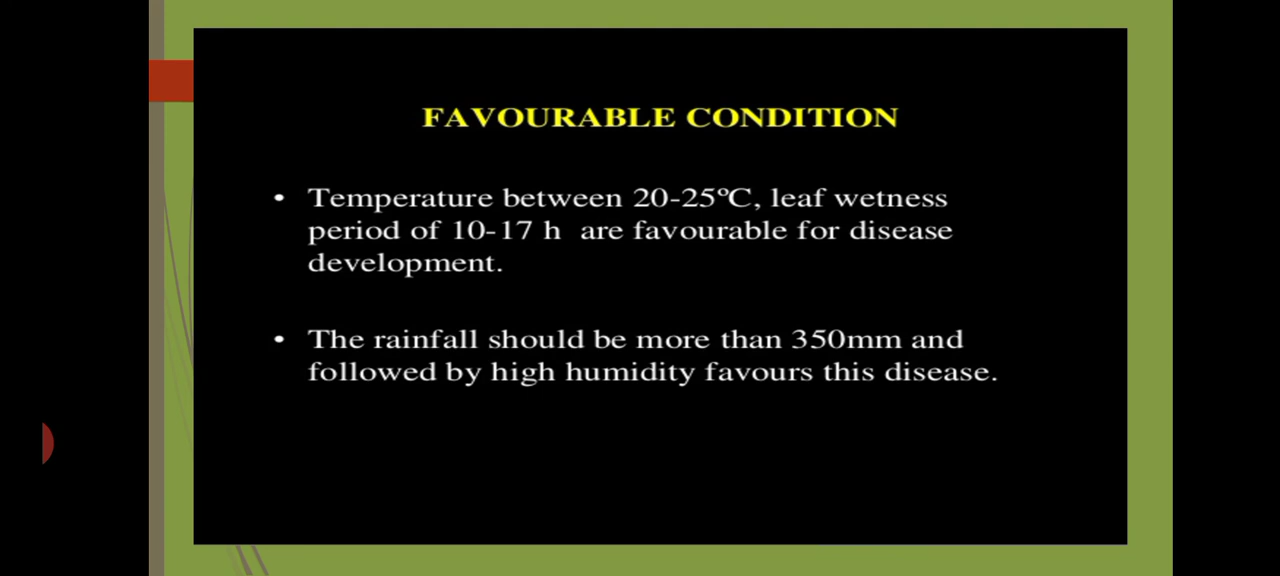 FAVOURABLE CONDITION
• Temperature between 20-25ºC, leaf wetness
period of 10-17 h are favourable for disease
development.
• The rainfall should be more than 350mm and
followed by high humidity favours this disease.